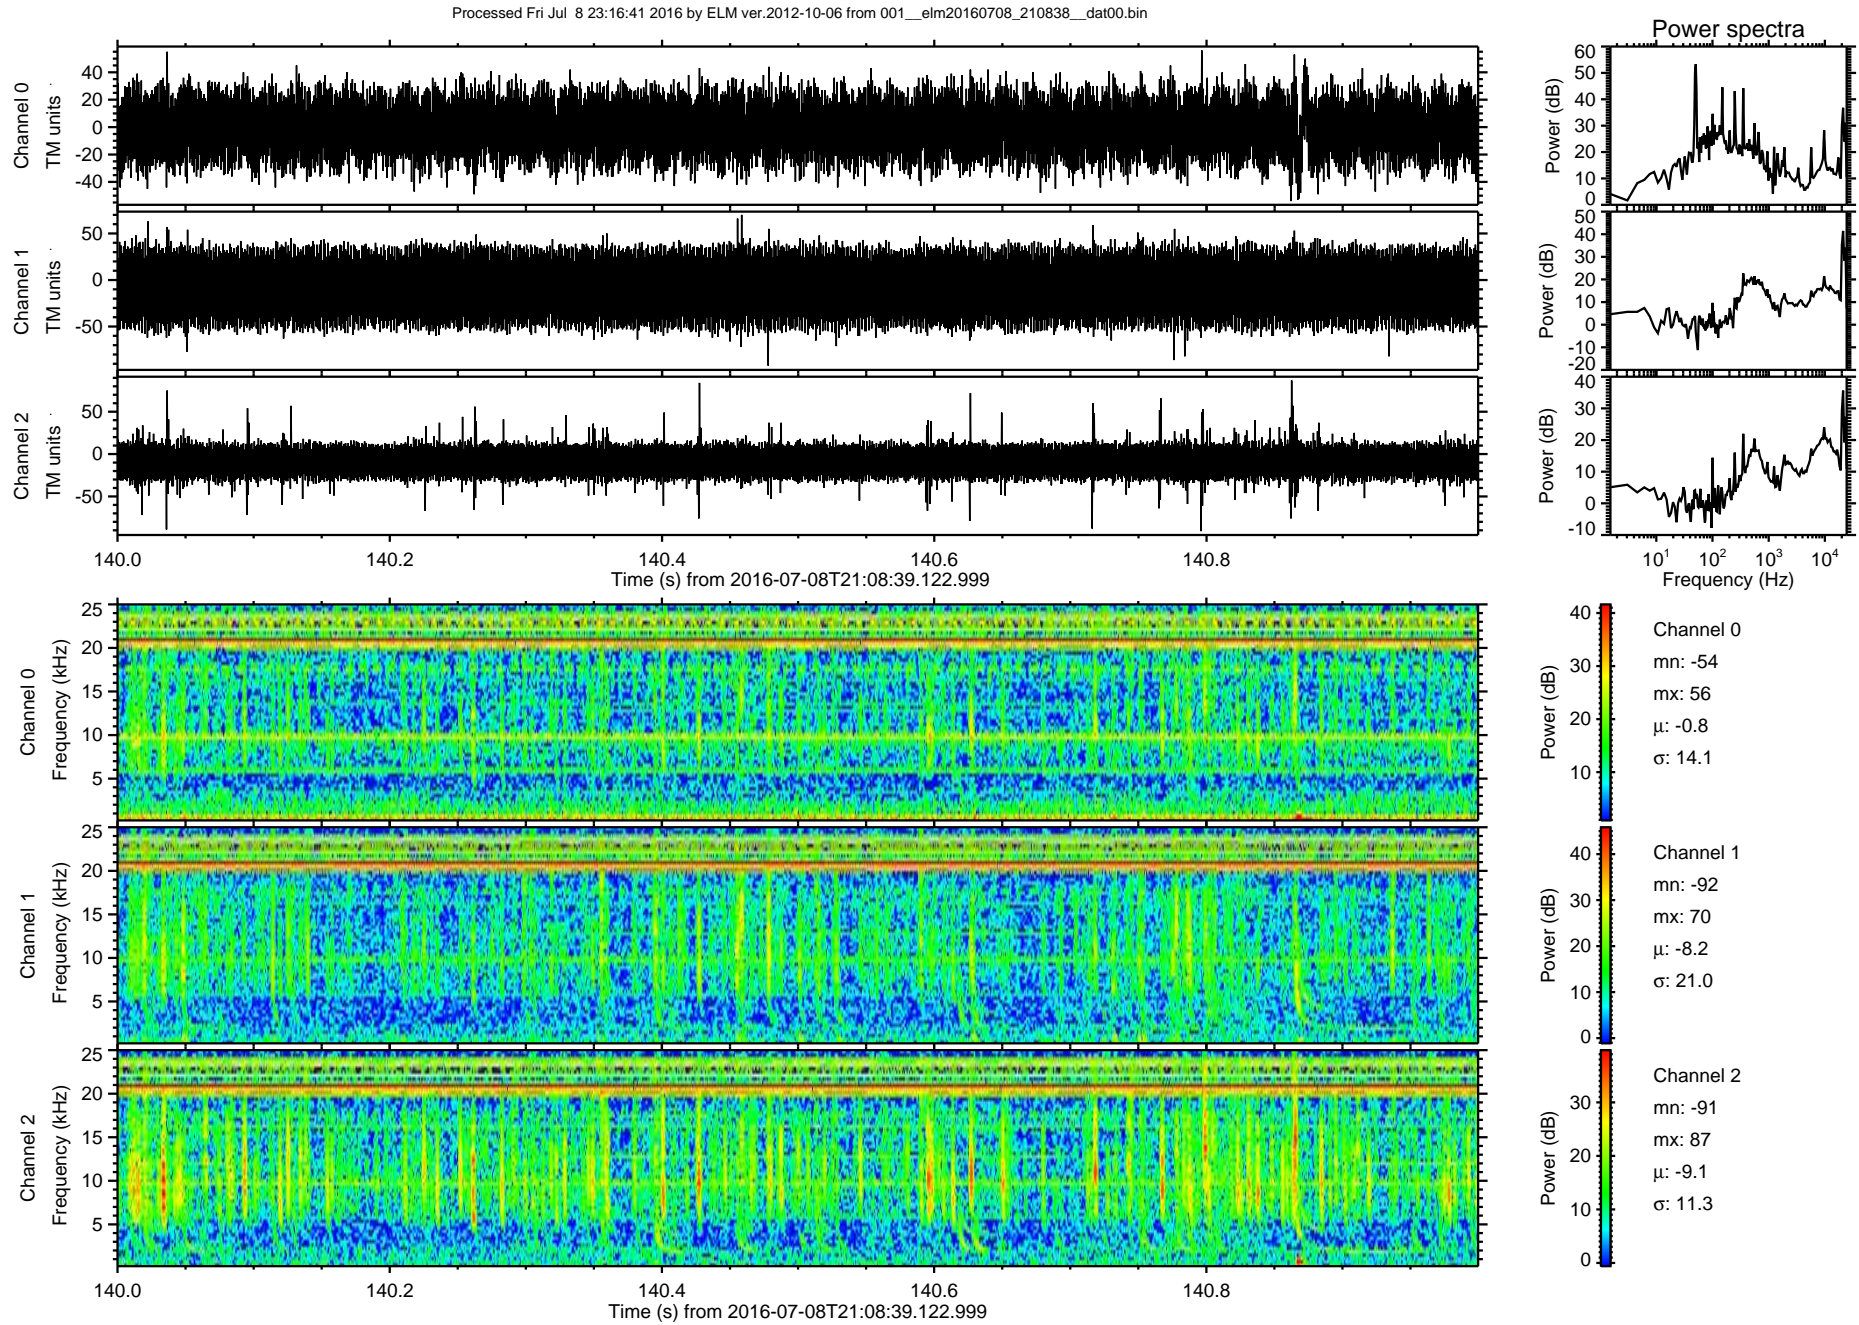 Processed Fri Jul  8 23:16:41 2016 by ELM ver.2012-10-06 from 001__elm20160708_210838__dat00.bin
Power spectra
Channel 0
TM units
40
20
0
-20
-40
Power (dB)
60
50
40
30
20
10
0
Channel 1
TM units
50
0
-50
Power (dB)
50
40
30
20
10
0
-10
-20
Channel 2
TM units
50
0
-50
Power (dB)
40
30
20
10
0
-10
140.0 140.2 140.4 140.6 140.8
Time (s) from 2016-07-08T21:08:39.122.999
10^1 10^2 10^3 10^4
Frequency (Hz)
Channel 0
Frequency (kHz)
25
20
15
10
5
Power (dB)
40
30
20
10
Channel 0
mn: -54
mx: 56
µ: -0.8
σ: 14.1
Channel 1
Frequency (kHz)
25
20
15
10
5
Power (dB)
40
30
20
10
0
Channel 1
mn: -92
mx: 70
µ: -8.2
σ: 21.0
Channel 2
Frequency (kHz)
25
20
15
10
5
Power (dB)
30
20
10
0
Channel 2
mn: -91
mx: 87
µ: -9.1
σ: 11.3
140.0 140.2 140.4 140.6 140.8
Time (s) from 2016-07-08T21:08:39.122.999